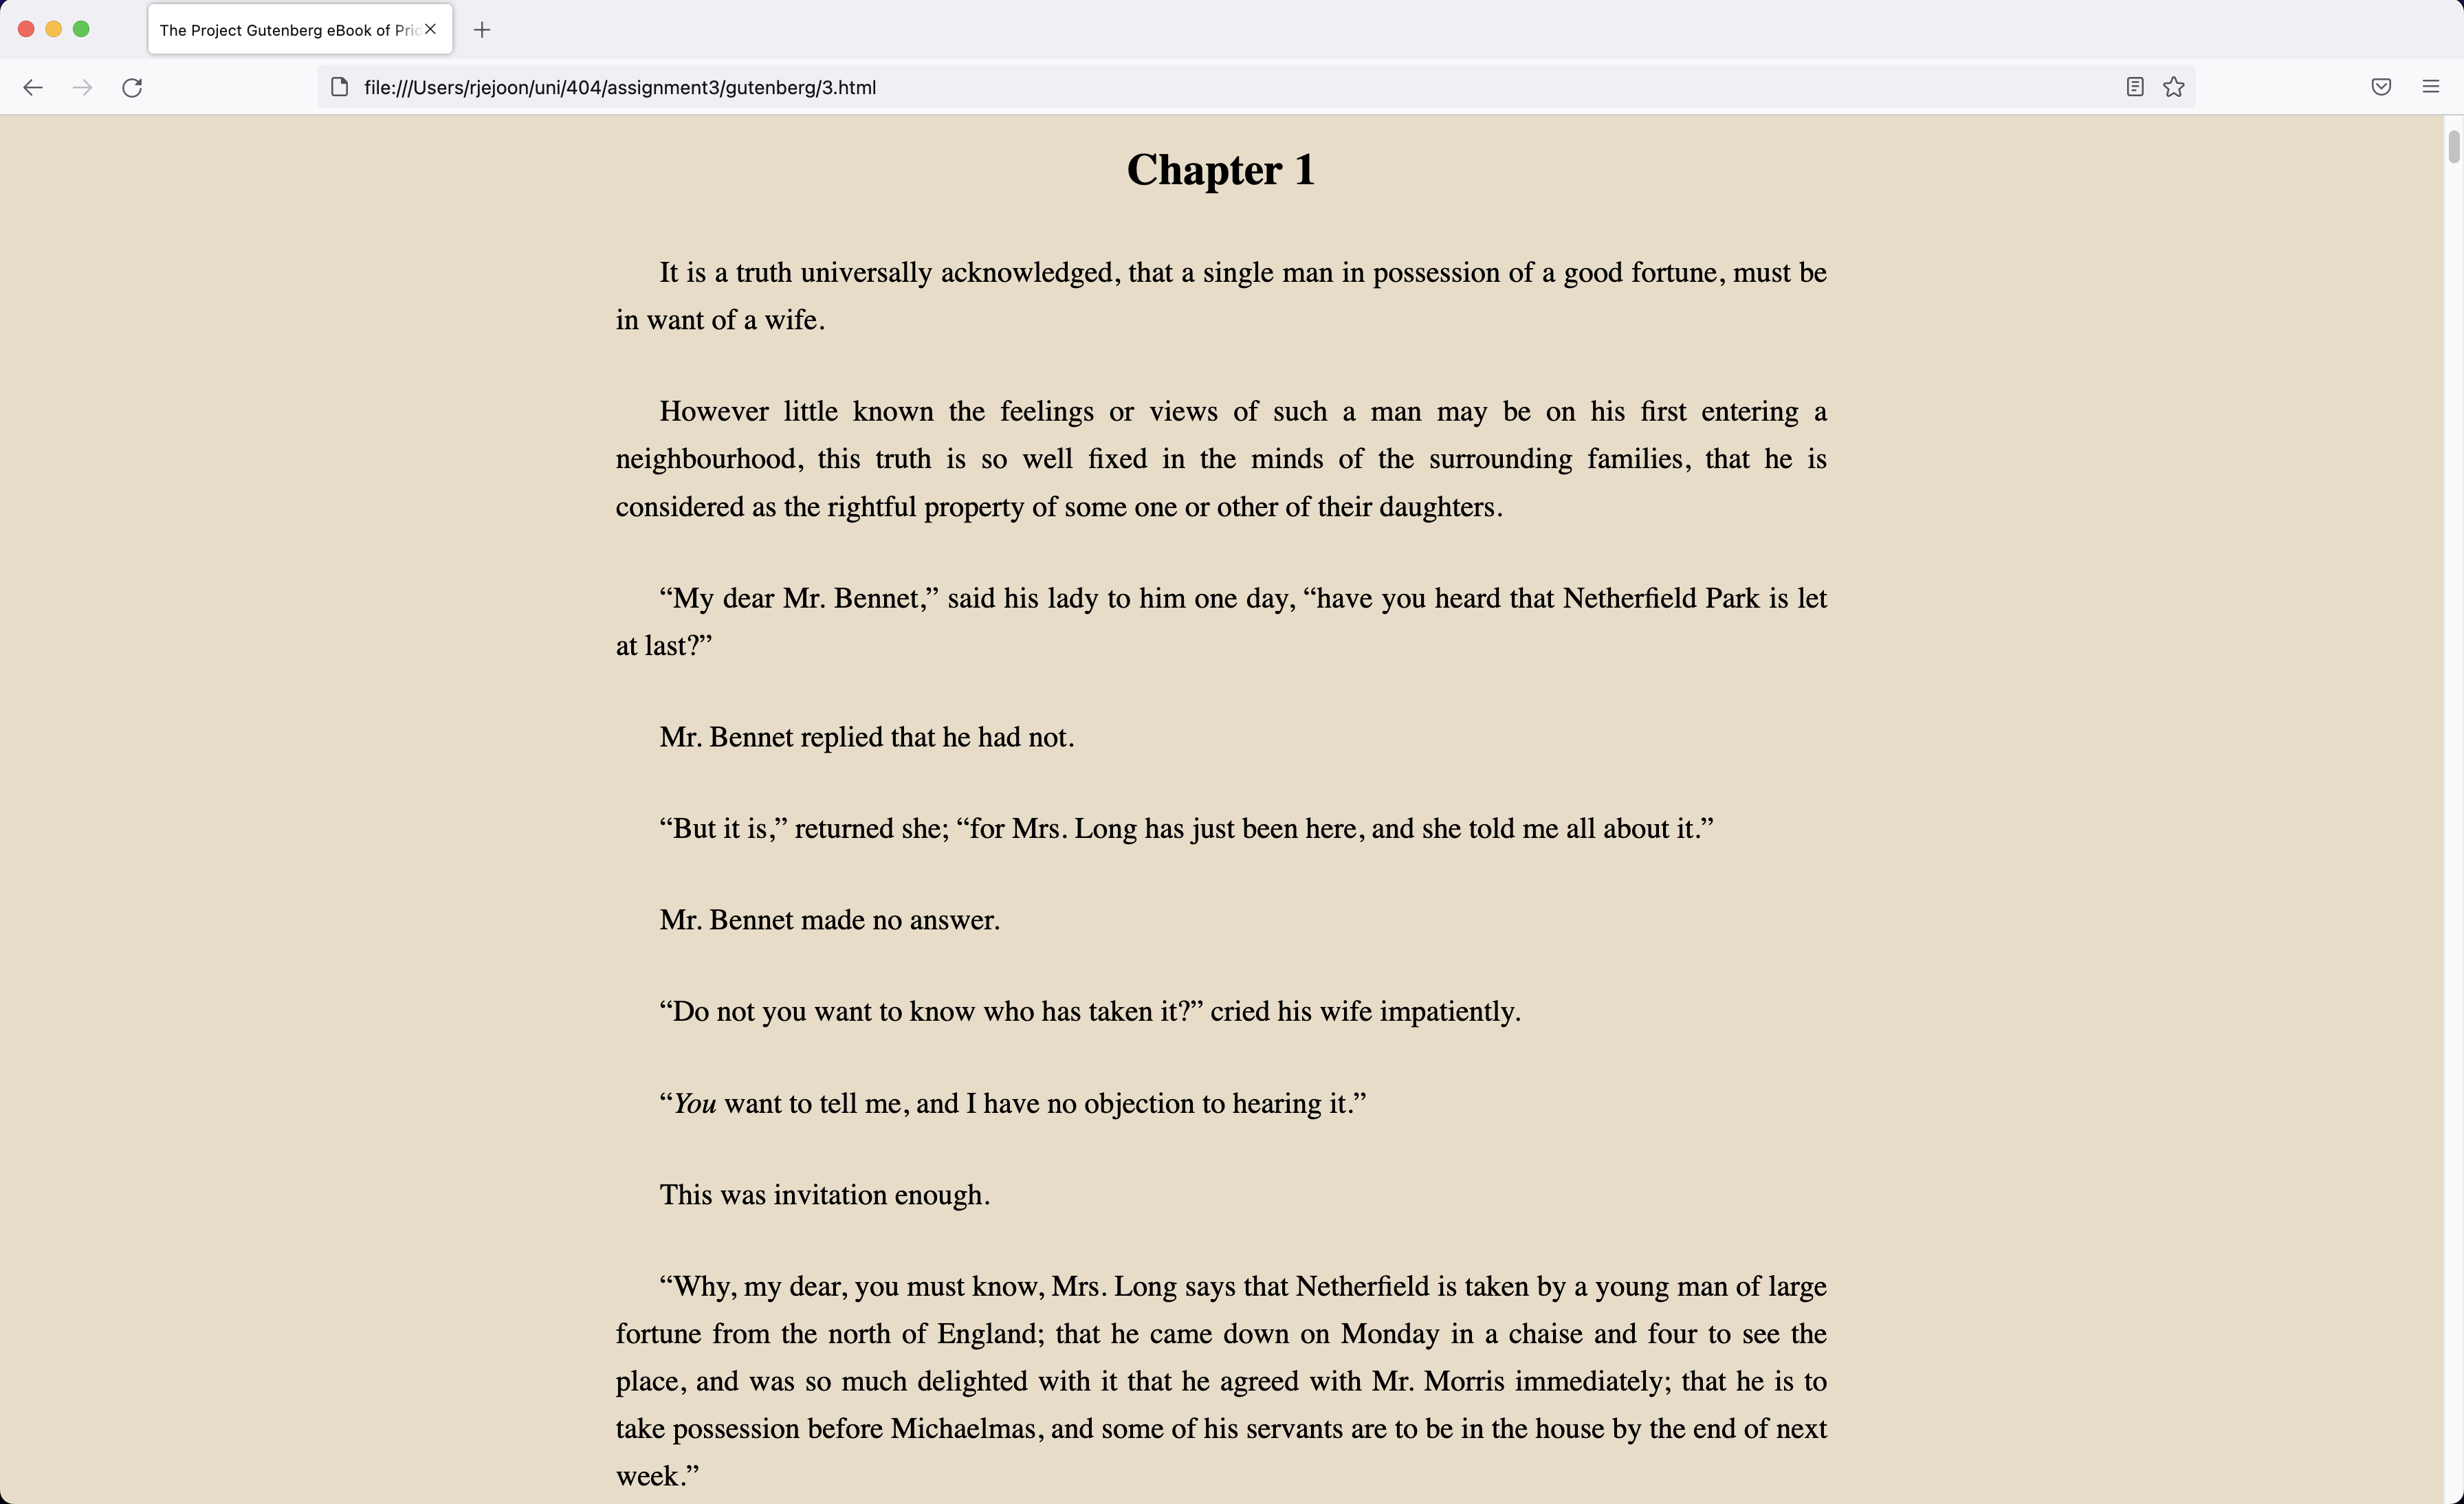 The Project Gutenberg eBook of Pric
file:///Users/rjejoon/uni/404/assignment3/gutenberg/3.html
Chapter 1
It is a truth universally acknowledged, that a single man in possession of a good fortune, must be
in want of a wife.
However little known the feelings or views of such a man may be on his first entering a
neighbourhood, this truth is so well fixed in the minds of the surrounding families, that he is
considered as the rightful property of some one or other of their daughters.
“My dear Mr. Bennet,” said his lady to him one day, “have you heard that Netherfield Park is let
at last?”
Mr. Bennet replied that he had not.
“But it is,” returned she; “for Mrs. Long has just been here, and she told me all about it.”
Mr. Bennet made no answer.
“Do not you want to know who has taken it?” cried his wife impatiently.
“You want to tell me, and I have no objection to hearing it.”
This was invitation enough.
“Why, my dear, you must know, Mrs. Long says that Netherfield is taken by a young man of large
fortune from the north of England; that he came down on Monday in a chaise and four to see the
place, and was so much delighted with it that he agreed with Mr. Morris immediately; that he is to
take possession before Michaelmas, and some of his servants are to be in the house by the end of next
week.”